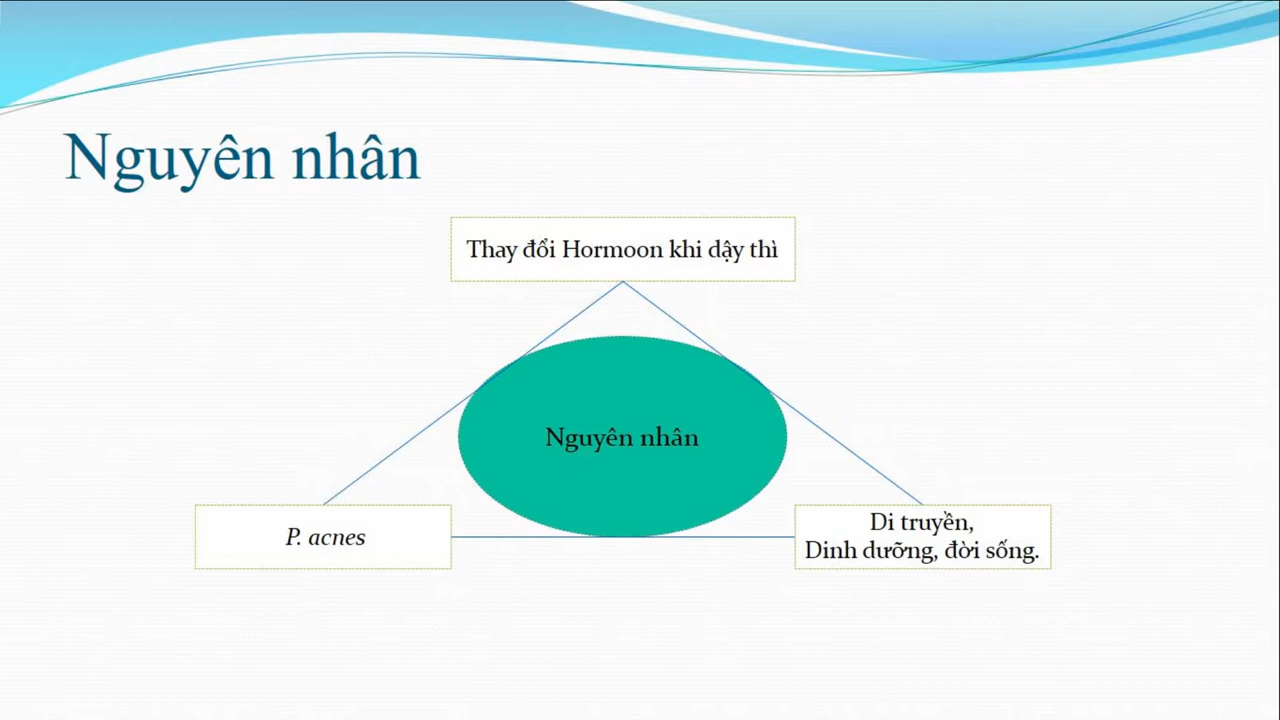 Nguyên nhân
Thay đổi Hormoon khi dậy thì
Nguyên nhân
P. acnes
Di truyền,
Dinh dưỡng, đời sống.